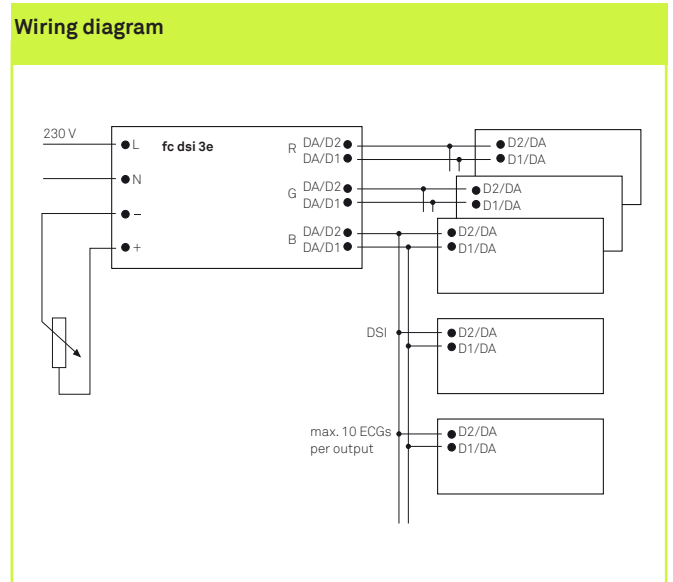 Wiring diagram
230 V
L
fc dsi 3e
R
DA/D2
DA/D1
D2/DA
D1/DA
N
G
DA/D2
DA/D1
D2/DA
D1/DA
–
B
DA/D2
DA/D1
D2/DA
D1/DA
+
DSI
D2/DA
D1/DA
max. 10 ECGs
per output
D2/DA
D1/DA